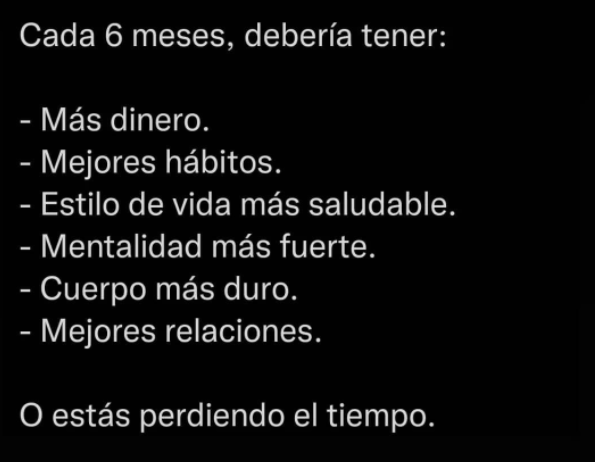 Cada 6 meses, debería tener:
- Más dinero.
- Mejores hábitos.
- Estilo de vida más saludable.
- Mentalidad más fuerte.
- Cuerpo más duro.
- Mejores relaciones.
O estás perdiendo el tiempo.